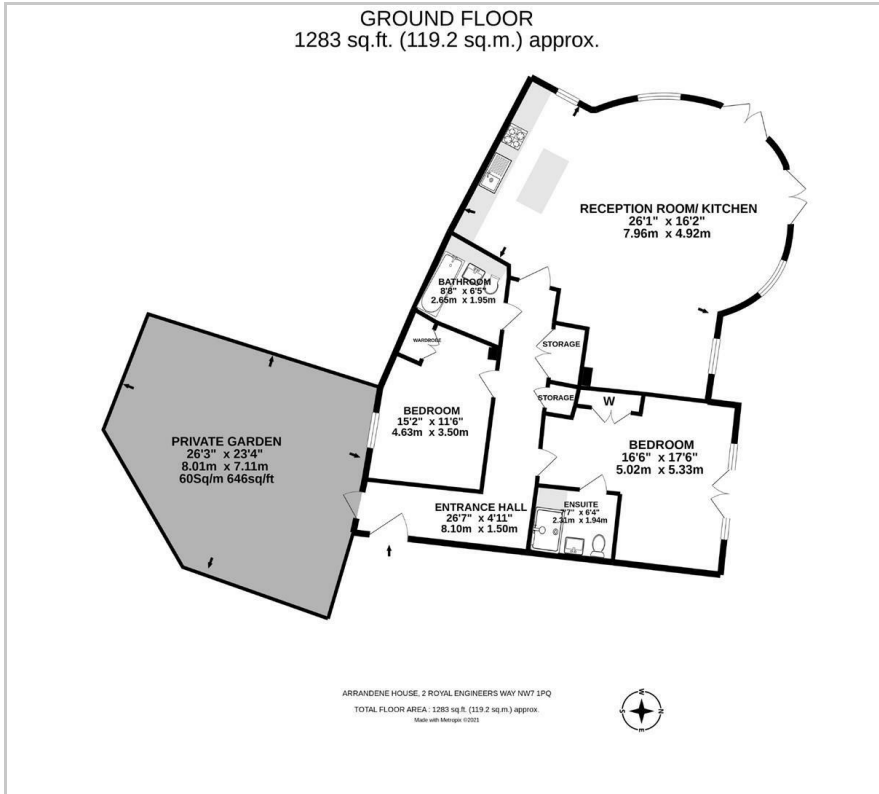 GROUND FLOOR
1283 sq.ft. (119.2 sq.m.) approx.
RECEPTION ROOM/ KITCHEN
26'1" x 16'2"
7.96m x 4.92m
BATHROOM
8'8" x 6'5"
2.65m x 1.95m
WARDROBE
STORAGE
STORAGE
W
BEDROOM
15'2" x 11'6"
4.63m x 3.50m
PRIVATE GARDEN
26'3" x 23'4"
8.01m x 7.11m
60Sq/m 646sq/ft
BEDROOM
16'6" x 17'6"
5.02m x 5.33m
ENSUITE
7'7" x 6'4"
2.31m x 1.94m
ENTRANCE HALL
26'7" x 4'11"
8.10m x 1.50m
ARRANDENE HOUSE, 2 ROYAL ENGINEERS WAY NW7 1PQ
TOTAL FLOOR AREA : 1283 sq.ft. (119.2 sq.m.) approx.
Made with Metropix ©2021
W
N
S
E